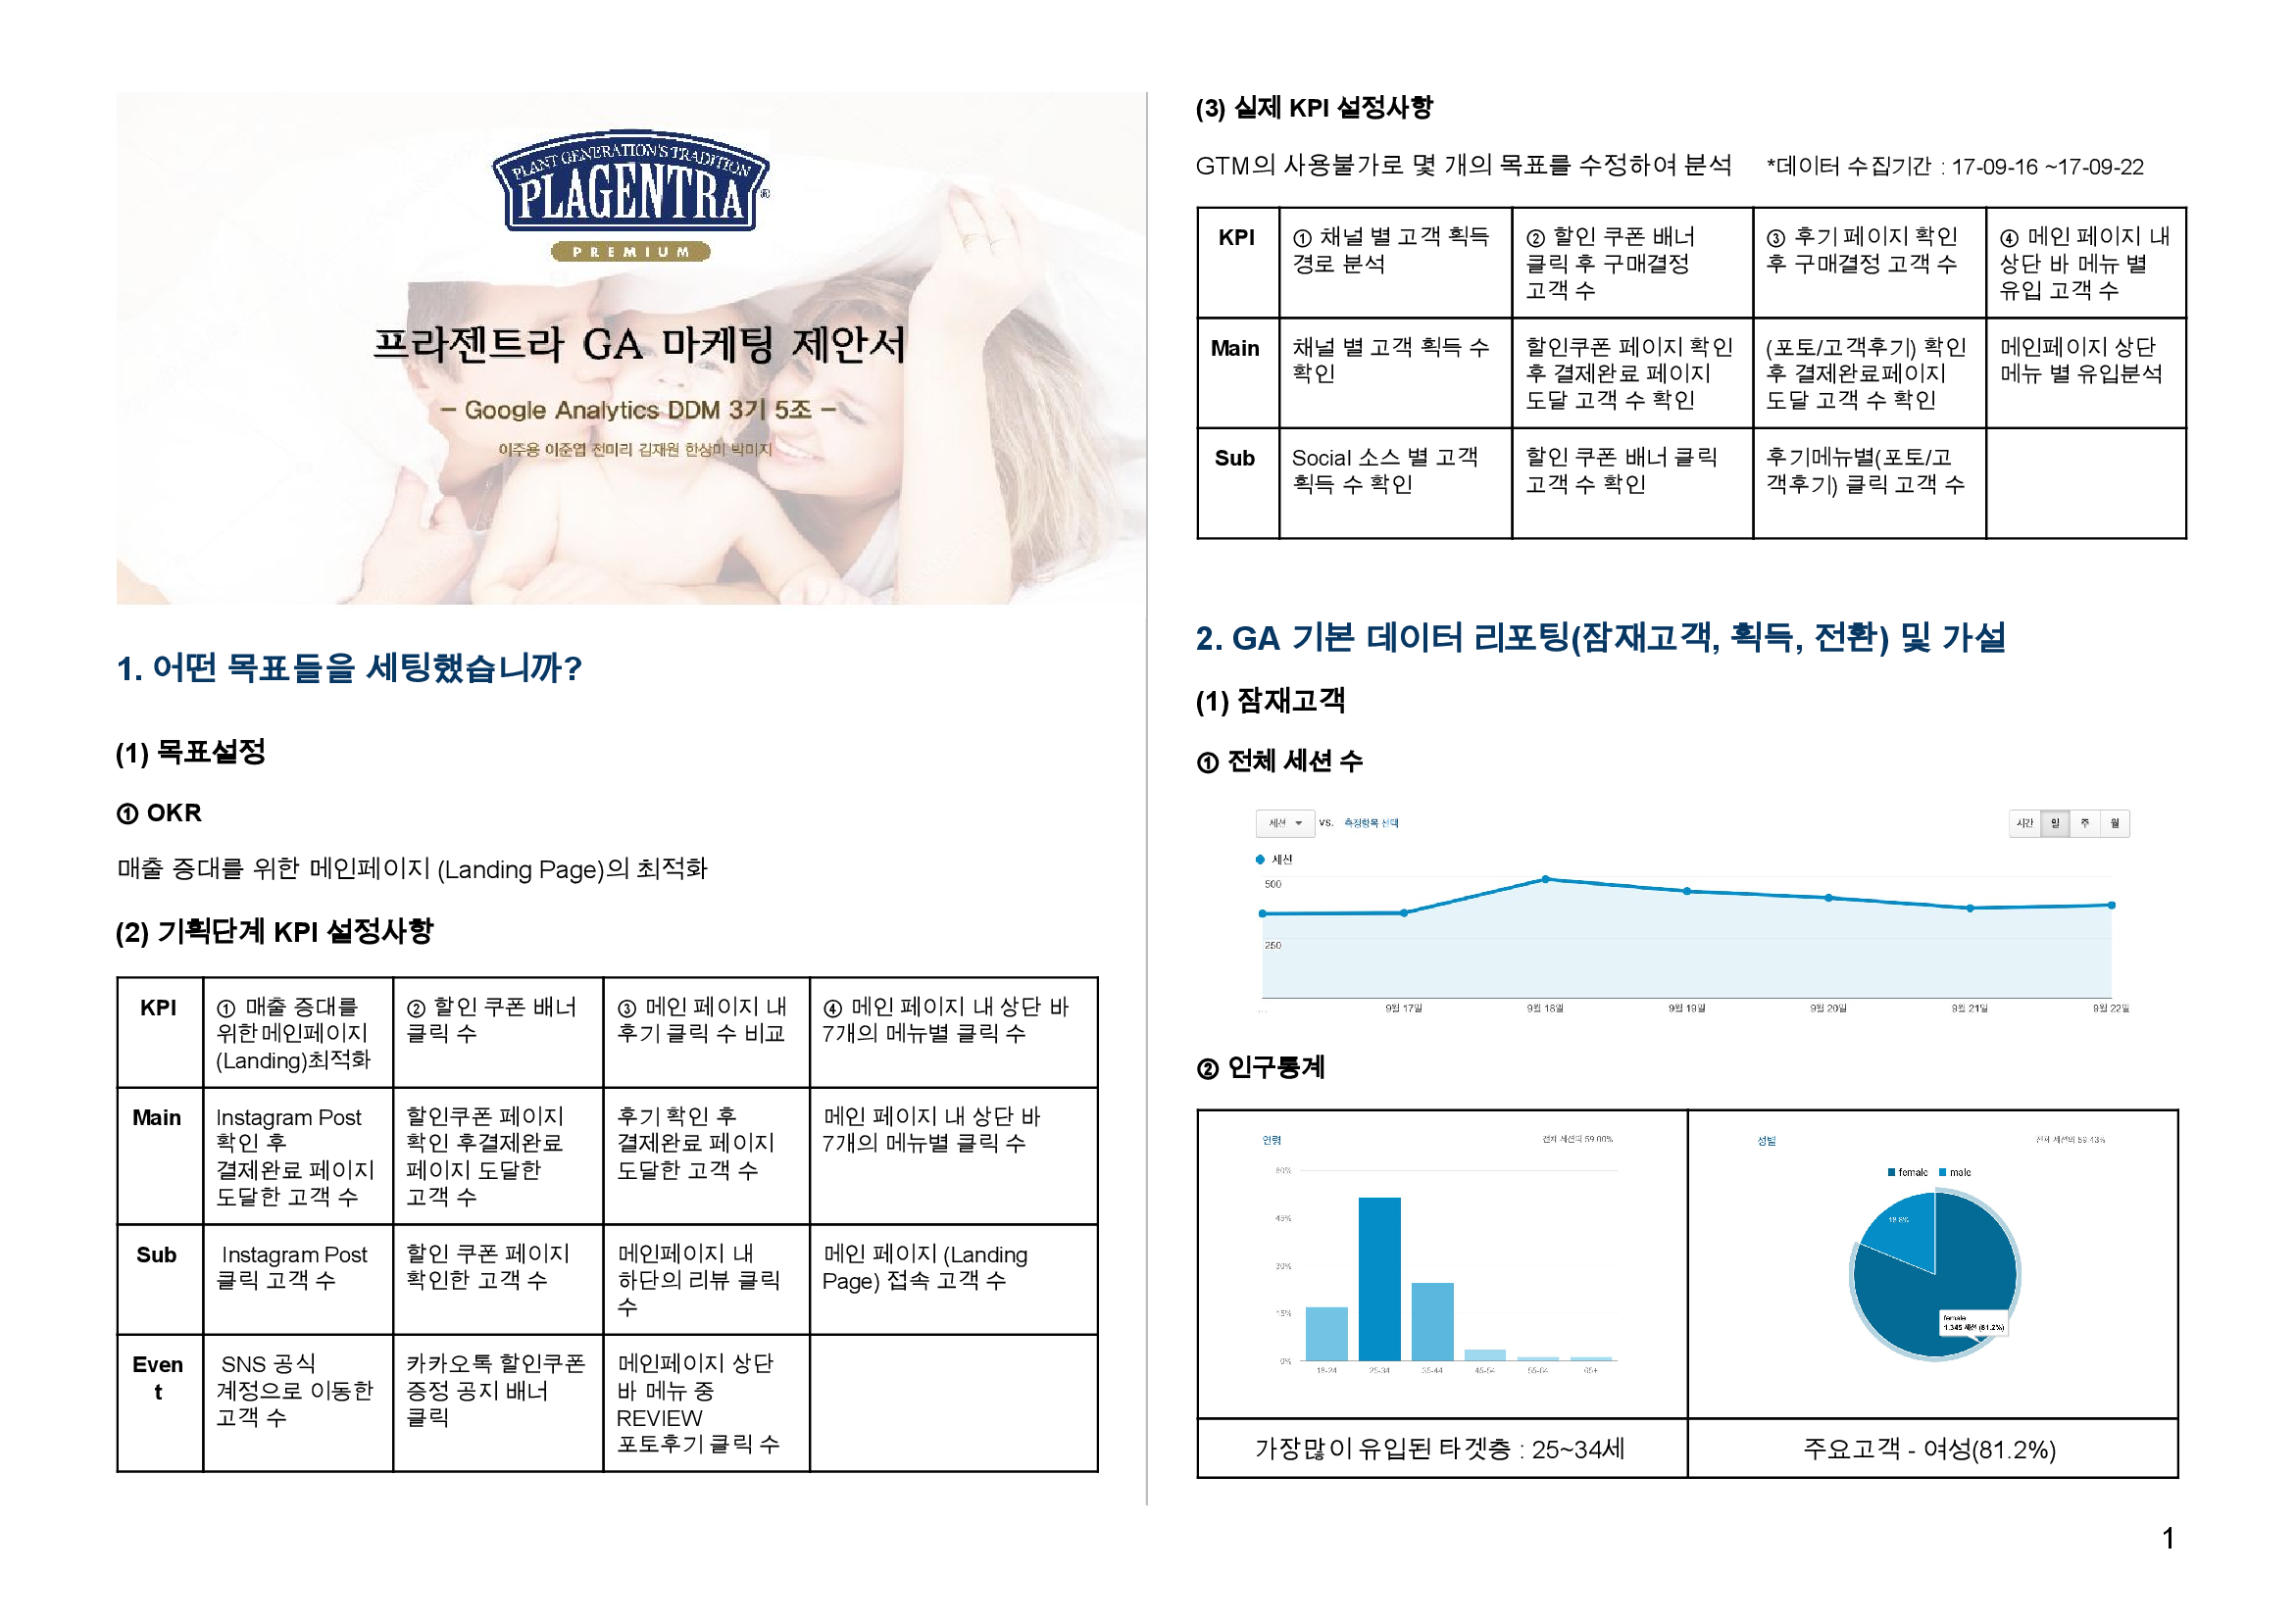 PLANT GENERATION'S TRADITION
PLAGENTRA®
PREMIUM
프라젠트라 GA 마케팅 제안서
- Google Analytics DDM 3기 5조 -
이주용 이준엽 전미리 김재원 한상미 박미지
1. 어떤 목표들을 세팅했습니까?
(1) 목표설정
① OKR
매출 증대를 위한 메인페이지 (Landing Page)의 최적화
(2) 기획단계 KPI 설정사항
KPI
① 매출 증대를
위한 메인페이지
(Landing)최적화
② 할인 쿠폰 배너
클릭 수
③ 메인 페이지 내
후기 클릭 수 비교
④ 메인 페이지 내 상단 바
7개의 메뉴별 클릭 수
Main
Instagram Post
확인 후
결제완료 페이지
도달한 고객 수
할인쿠폰 페이지
확인 후결제완료
페이지 도달한
고객 수
후기 확인 후
결제완료 페이지
도달한 고객 수
메인 페이지 내 상단 바
7개의 메뉴별 클릭 수
Sub
Instagram Post
클릭 고객 수
할인 쿠폰 페이지
확인한 고객 수
메인페이지 내
하단의 리뷰 클릭
수
메인 페이지 (Landing
Page) 접속 고객 수
Even
t
SNS 공식
계정으로 이동한
고객 수
카카오톡 할인쿠폰
증정 공지 배너
클릭
메인페이지 상단
바 메뉴 중
REVIEW
포토후기 클릭 수
(3) 실제 KPI 설정사항
GTM의 사용불가로 몇 개의 목표를 수정하여 분석 *데이터 수집기간 : 17-09-16 ~17-09-22
KPI
① 채널 별 고객 획득
경로 분석
② 할인 쿠폰 배너
클릭 후 구매결정
고객 수
③ 후기 페이지 확인
후 구매결정 고객 수
④ 메인 페이지 내
상단 바 메뉴 별
유입 고객 수
Main
채널 별 고객 획득 수
확인
할인쿠폰 페이지 확인
후 결제완료 페이지
도달 고객 수 확인
(포토/고객후기) 확인
후 결제완료페이지
도달 고객 수 확인
메인페이지 상단
메뉴 별 유입분석
Sub
Social 소스 별 고객
획득 수 확인
할인 쿠폰 배너 클릭
고객 수 확인
후기메뉴별(포토/고
객후기) 클릭 고객 수
2. GA 기본 데이터 리포팅(잠재고객, 획득, 전환) 및 가설
(1) 잠재고객
① 전체 세션 수
세션 VS. 측정항목 선택
시간 일 주 월
세션
500
250
... 9월 17일 9월 18일 9월 19일 9월 20일 9월 21일 9월 22일
② 인구통계
연령 전체 세션의 59.00%
60%
45%
30%
15%
0%
18-24 25-34 35-44 45-54 55-64 65+
성별 전체 세션의 59.43%
female male
18.8%
female
1,345 세션 (81.2%)
가장많이 유입된 타겟층 : 25~34세
주요고객 - 여성(81.2%)
1